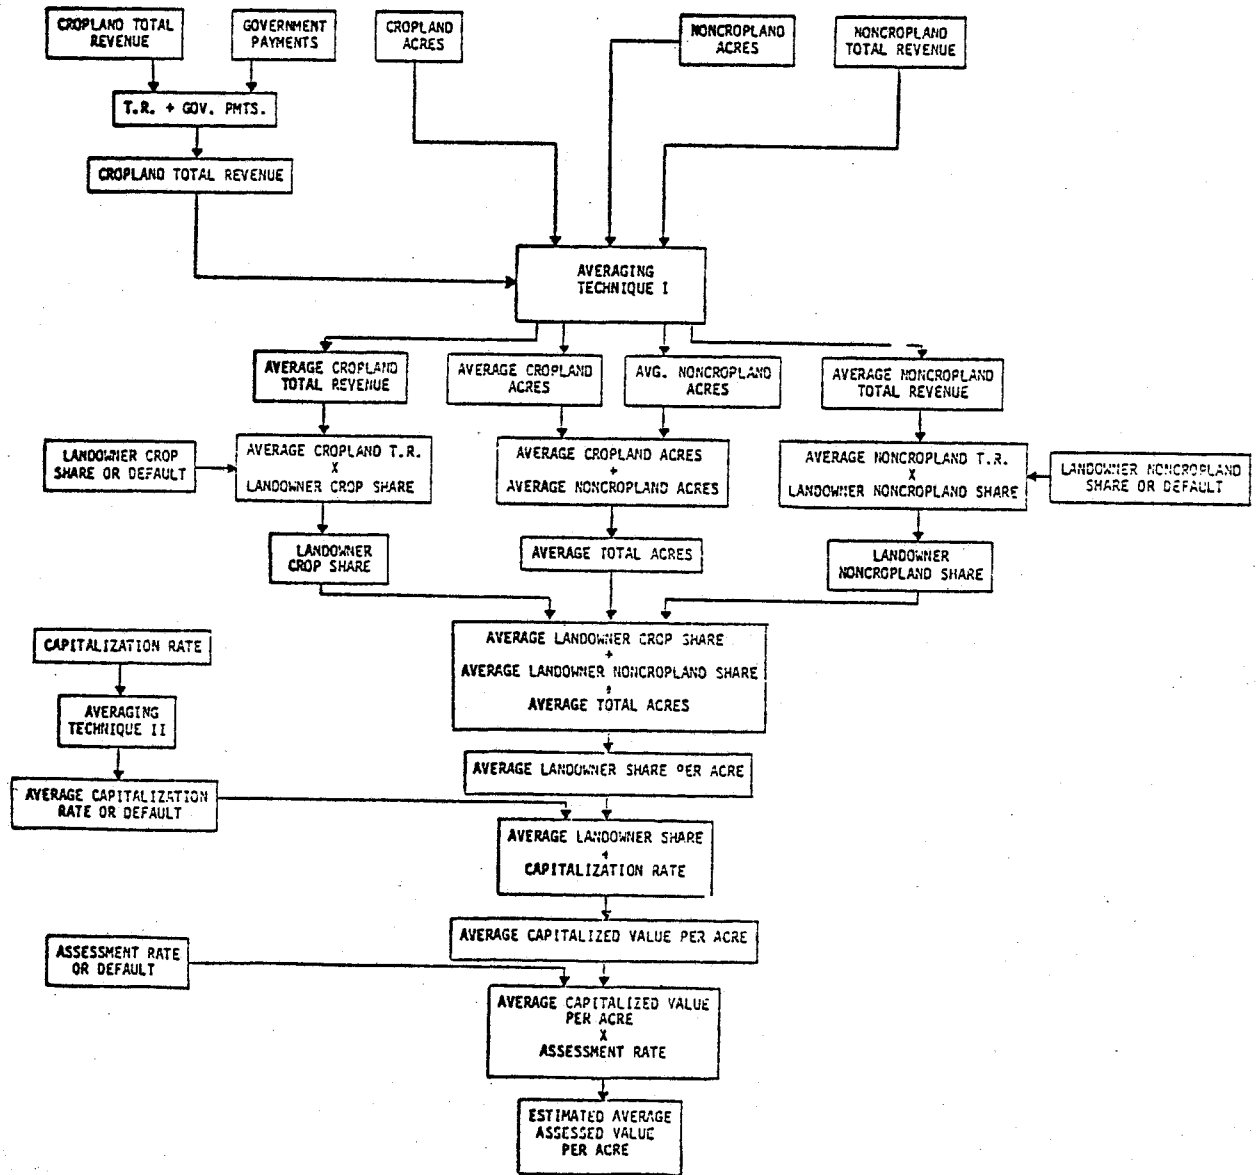 CROPLAND TOTAL
REVENUE
GOVERNMENT
PAYMENTS
CROPLAND
ACRES
NONCROPLAND
ACRES
NONCROPLAND
TOTAL REVENUE
T.R. + GOV. PMTS.
CROPLAND TOTAL REVENUE
AVERAGING
TECHNIQUE I
AVERAGE CROPLAND
TOTAL REVENUE
AVERAGE CROPLAND
ACRES
AVG. NONCROPLAND
ACRES
AVERAGE NONCROPLAND
TOTAL REVENUE
LANDOWNER CROP
SHARE OR DEFAULT
AVERAGE CROPLAND T.R.
X
LANDOWNER CROP SHARE
AVERAGE CROPLAND ACRES
+
AVERAGE NONCROPLAND ACRES
AVERAGE NONCROPLAND T.R.
X
LANDOWNER NONCROPLAND SHARE
LANDOWNER NONCROPLAND
SHARE OR DEFAULT
LANDOWNER
CROP SHARE
AVERAGE TOTAL ACRES
LANDOWNER
NONCROPLAND SHARE
CAPITALIZATION RATE
AVERAGING
TECHNIQUE II
AVERAGE CAPITALIZATION
RATE OR DEFAULT
AVERAGE LANDOWNER CROP SHARE
+
AVERAGE LANDOWNER NONCROPLAND SHARE
AVERAGE TOTAL ACRES
AVERAGE LANDOWNER SHARE PER ACRE
AVERAGE LANDOWNER SHARE
CAPITALIZATION RATE
AVERAGE CAPITALIZED VALUE PER ACRE
ASSESSMENT RATE
OR DEFAULT
AVERAGE CAPITALIZED VALUE
PER ACRE
X
ASSESSMENT RATE
ESTIMATED AVERAGE
ASSESSED VALUE
PER ACRE